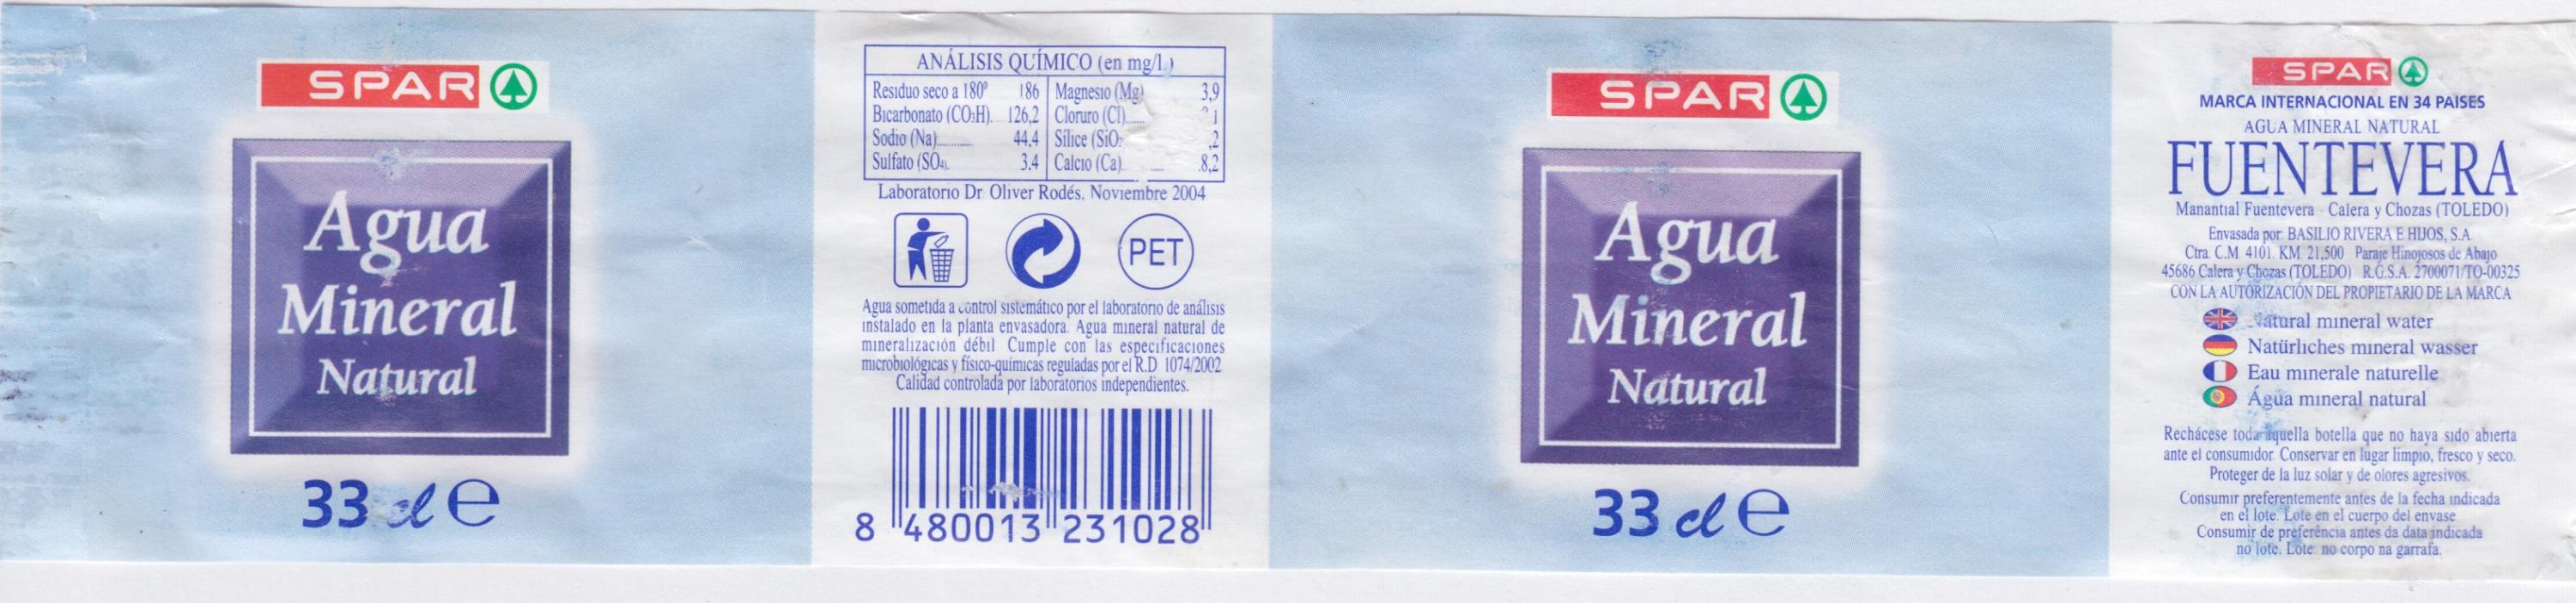 SPAR
Agua
Mineral
Natural
33 cl e
ANÁLISIS QUÍMICO (en mg/l.)
Residuo seco a 180º 186 Magnesio (Mg) 3,9
Bicarbonato (CO₃H). 126,2 Cloruro (Cl)
Sodio (Na) 44,4 Sílice (SiO₂
Sulfato (SO₄). 3,4 Calcio (Ca)
Laboratorio Dr. Oliver Rodés. Noviembre 2004
PET
Agua sometida a control sistemático por el laboratorio de análisis
instalado en la planta envasadora. Agua mineral natural de
mineralización débil. Cumple con las especificaciones
microbiológicas y físico-químicas reguladas por el R.D. 1074/2002
Calidad controlada por laboratorios independientes.
8 480013 231028
SPAR
Agua
Mineral
Natural
33 cl e
SPAR
MARCA INTERNACIONAL EN 34 PAISES
AGUA MINERAL NATURAL
FUENTEVERA
Manantial Fuentevera - Calera y Chozas (TOLEDO)
Envasada por: BASILIO RIVERA E HIJOS, S.A.
Ctra. C.M. 4101. KM. 21,500 Paraje Hinojosos de Abajo
45686 Calera y Chozas (TOLEDO) R.G.S.A. 2700071/TO-00325
CON LA AUTORIZACIÓN DEL PROPIETARIO DE LA MARCA
Natural mineral water
Natürliches mineral wasser
Eau minerale naturelle
Água mineral natural
Rechácese toda aquella botella que no haya sido abierta
ante el consumidor. Conservar en lugar limpio, fresco y seco.
Proteger de la luz solar y de olores agresivos.
Consumir preferentemente antes de la fecha indicada
en el lote. Lote en el cuerpo del envase
Consumir de preferência antes da data indicada
no lote. Lote: no corpo na garrafa.